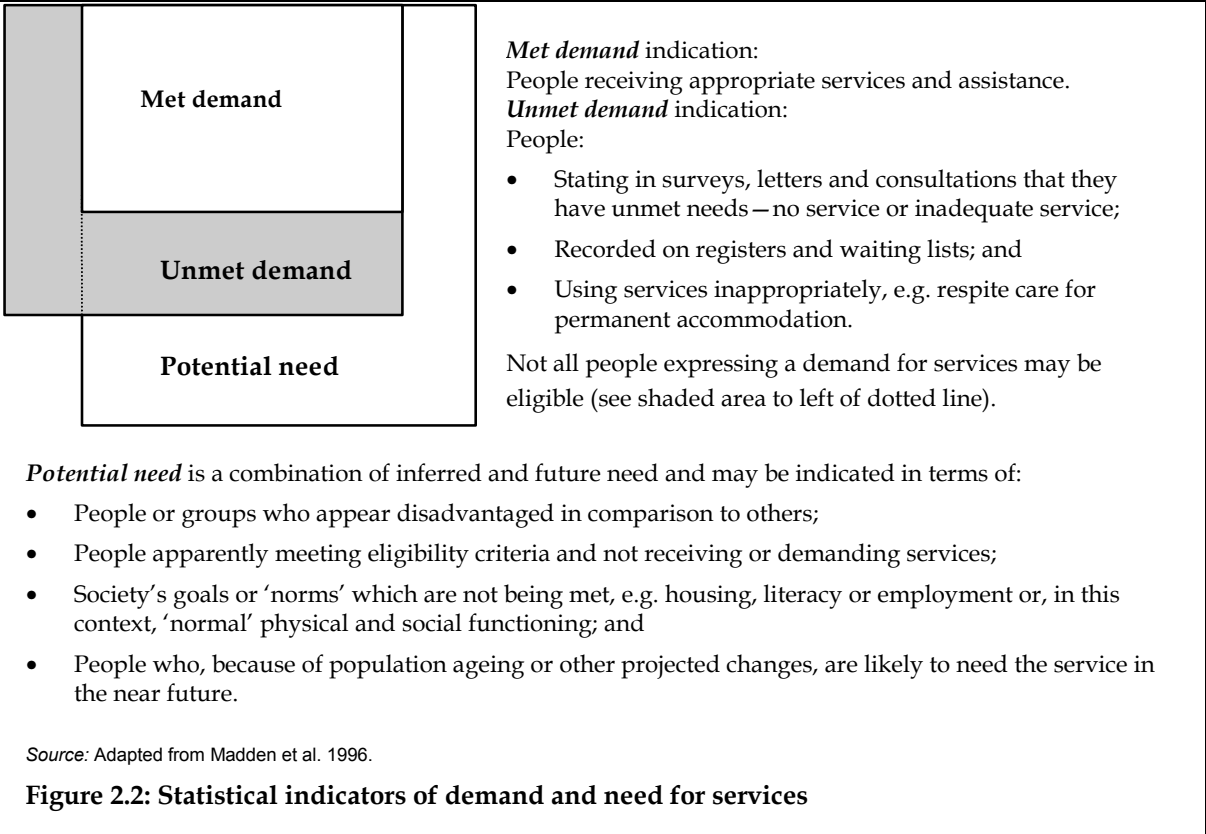 Met demand
Unmet demand
Potential need
Met demand indication:
People receiving appropriate services and assistance.
Unmet demand indication:
People:
• Stating in surveys, letters and consultations that they
have unmet needs—no service or inadequate service;
• Recorded on registers and waiting lists; and
• Using services inappropriately, e.g. respite care for
permanent accommodation.
Not all people expressing a demand for services may be
eligible (see shaded area to left of dotted line).
Potential need is a combination of inferred and future need and may be indicated in terms of:
• People or groups who appear disadvantaged in comparison to others;
• People apparently meeting eligibility criteria and not receiving or demanding services;
• Society’s goals or ‘norms’ which are not being met, e.g. housing, literacy or employment or, in this
context, ‘normal’ physical and social functioning; and
• People who, because of population ageing or other projected changes, are likely to need the service in
the near future.
Source: Adapted from Madden et al. 1996.
Figure 2.2: Statistical indicators of demand and need for services